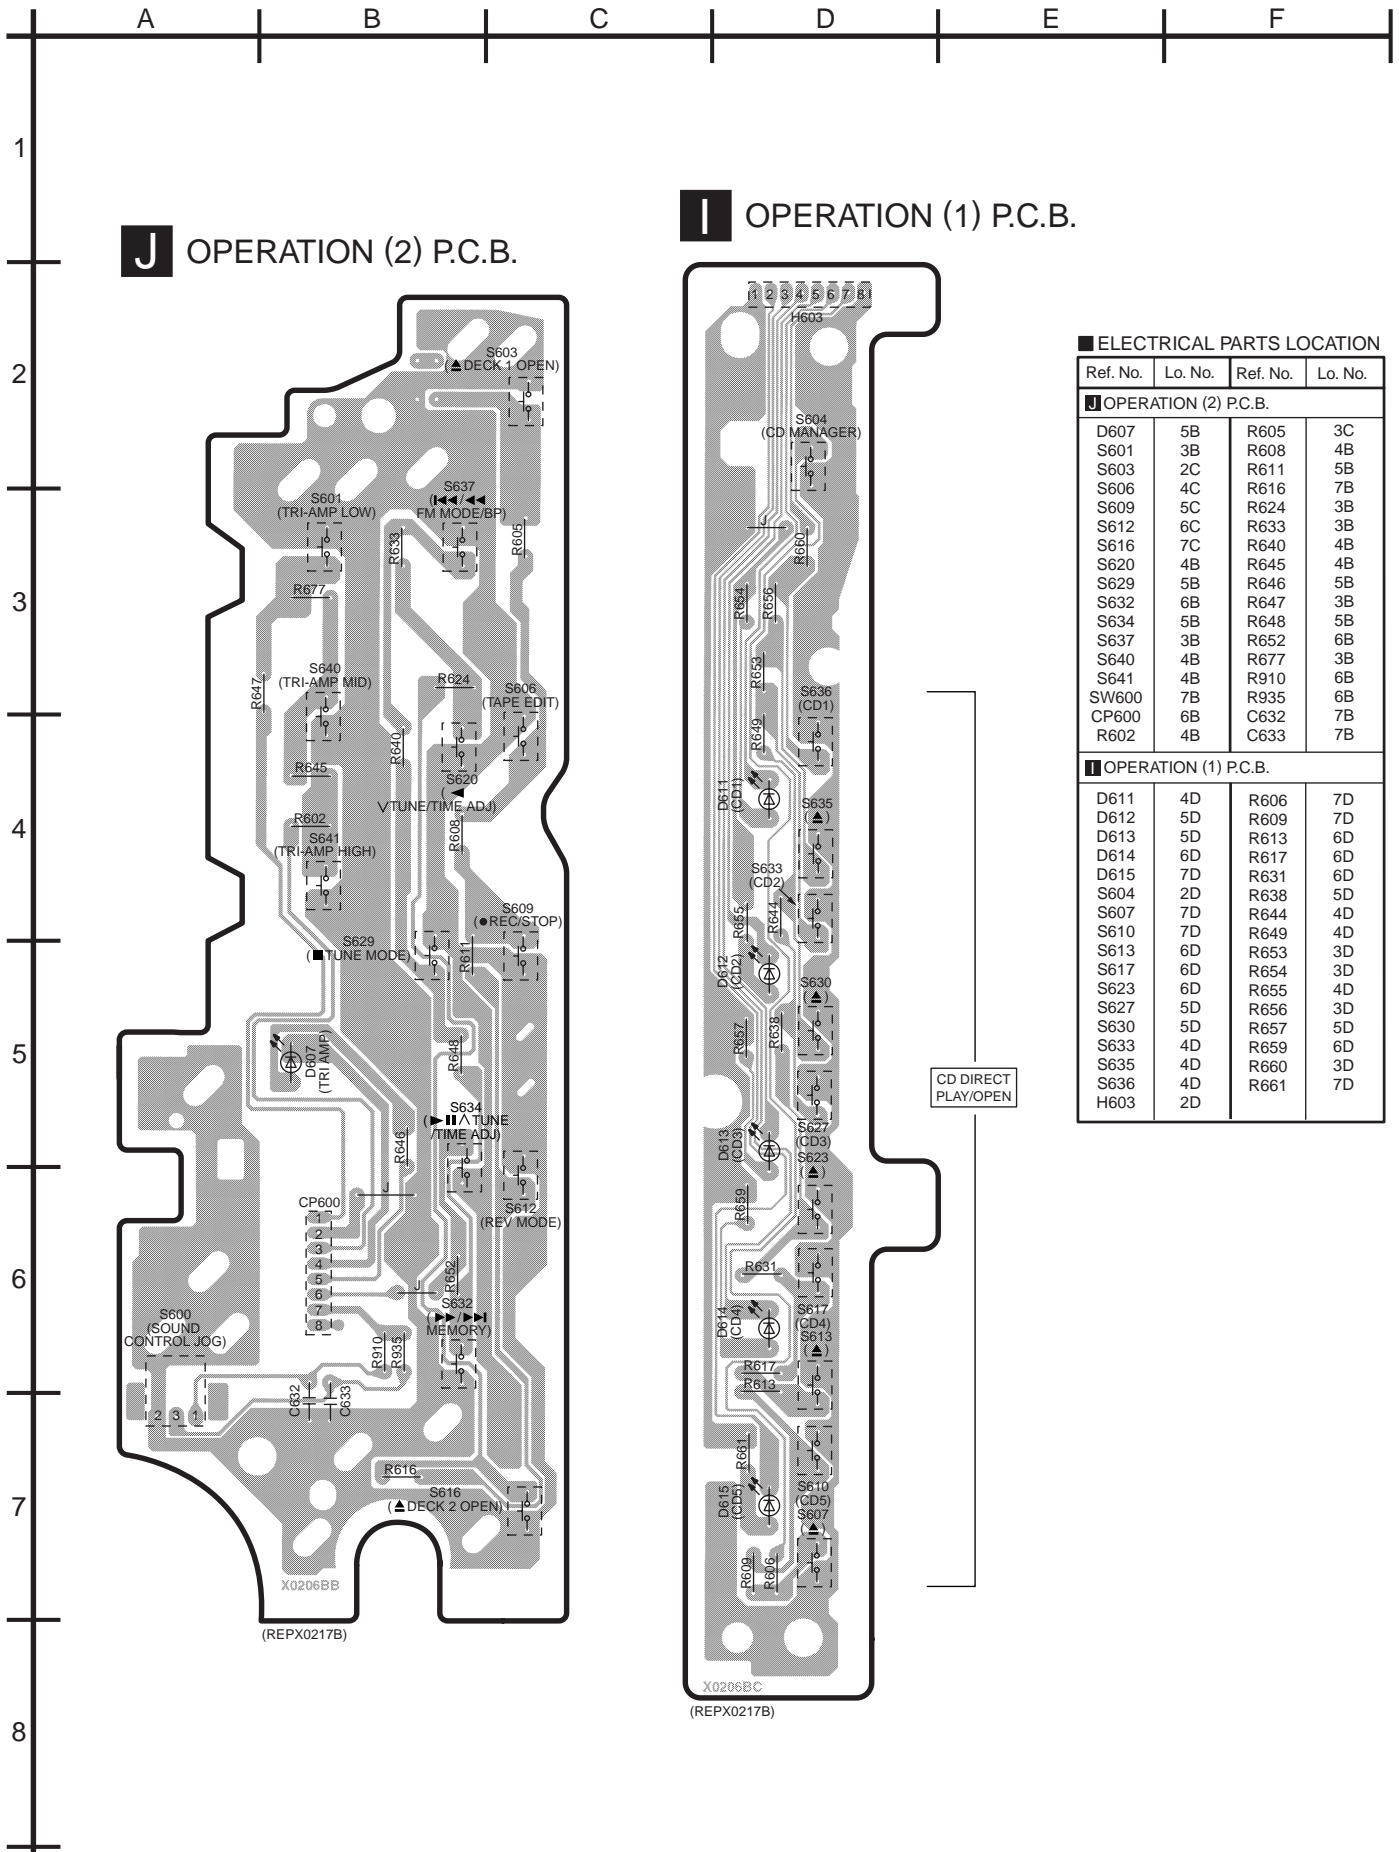 A B C D E F
1
2
3
4
5
6
7
8
J OPERATION (2) P.C.B.
S603
(▲DECK 1 OPEN)
S601
(TRI-AMP LOW)
S637
(I◀◀/◀◀
FM MODE/BP)
R633
R605
R677
R647
S640
(TRI-AMP MID)
R624
S606
(TAPE EDIT)
R640
R645
S620
(◀
∨TUNE/TIME ADJ)
R602
R608
S641
(TRI-AMP HIGH)
S609
(●REC/STOP)
S629
(■TUNE MODE)
R611
D607
(TRI AMP)
R648
S634
(▶❚❚/∧TUNE
/TIME ADJ)
R646
J
CP600
1
2
3
4
5
6
7
8
S612
(REV MODE)
R652
J
S632
(▶▶/▶▶I
MEMORY)
S600
(SOUND
CONTROL JOG)
R910
R935
2 3 1
C632
C633
R616
S616
(▲DECK 2 OPEN)
X0206BB
(REPX0217B)
I OPERATION (1) P.C.B.
1 2 3 4 5 6 7 8
H603
S604
(CD MANAGER)
J
R660
R654
R656
R653
S636
(CD1)
R649
D611
(CD1)
S635
(▲)
S633
(CD2)
R655
R644
D612
(CD2)
S630
(▲)
R657
R638
D613
(CD3)
S627
(CD3)
S623
(▲)
R659
R631
D614
(CD4)
S617
(CD4)
S613
(▲)
R617
R613
R661
D615
(CD5)
S610
(CD5)
S607
(▲)
R609
R606
X0206BC
(REPX0217B)
CD DIRECT
PLAY/OPEN
■ ELECTRICAL PARTS LOCATION
Ref. No. Lo. No. Ref. No. Lo. No.
J OPERATION (2) P.C.B.
D607 5B R605 3C
S601 3B R608 4B
S603 2C R611 5B
S606 4C R616 7B
S609 5C R624 3B
S612 6C R633 3B
S616 7C R640 4B
S620 4B R645 4B
S629 5B R646 5B
S632 6B R647 3B
S634 5B R648 5B
S637 3B R652 6B
S640 4B R677 3B
S641 4B R910 6B
SW600 7B R935 6B
CP600 6B C632 7B
R602 4B C633 7B
I OPERATION (1) P.C.B.
D611 4D R606 7D
D612 5D R609 7D
D613 5D R613 6D
D614 6D R617 6D
D615 7D R631 6D
S604 2D R638 5D
S607 7D R644 4D
S610 7D R649 4D
S613 6D R653 3D
S617 6D R654 3D
S623 6D R655 4D
S627 5D R656 3D
S630 5D R657 5D
S633 4D R659 6D
S635 4D R660 3D
S636 4D R661 7D
H603 2D